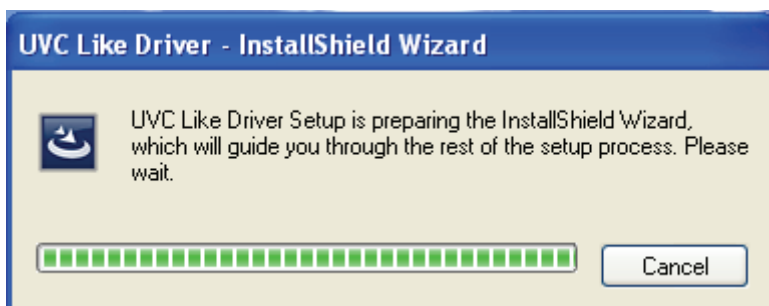 UVC Like Driver - InstallShield Wizard
UVC Like Driver Setup is preparing the InstallShield Wizard,
which will guide you through the rest of the setup process. Please
wait.
Cancel